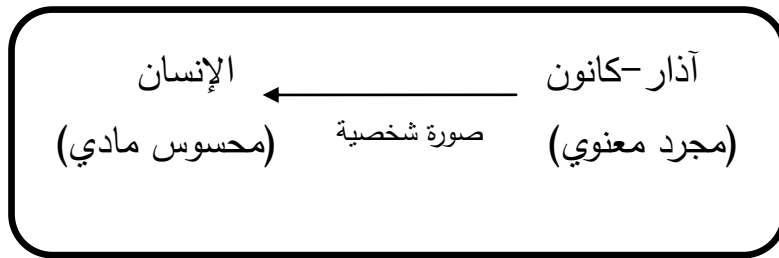 آذار –كانون الإنسان
صورة شخصية
(مجرد معنوي) (محسوس مادي)